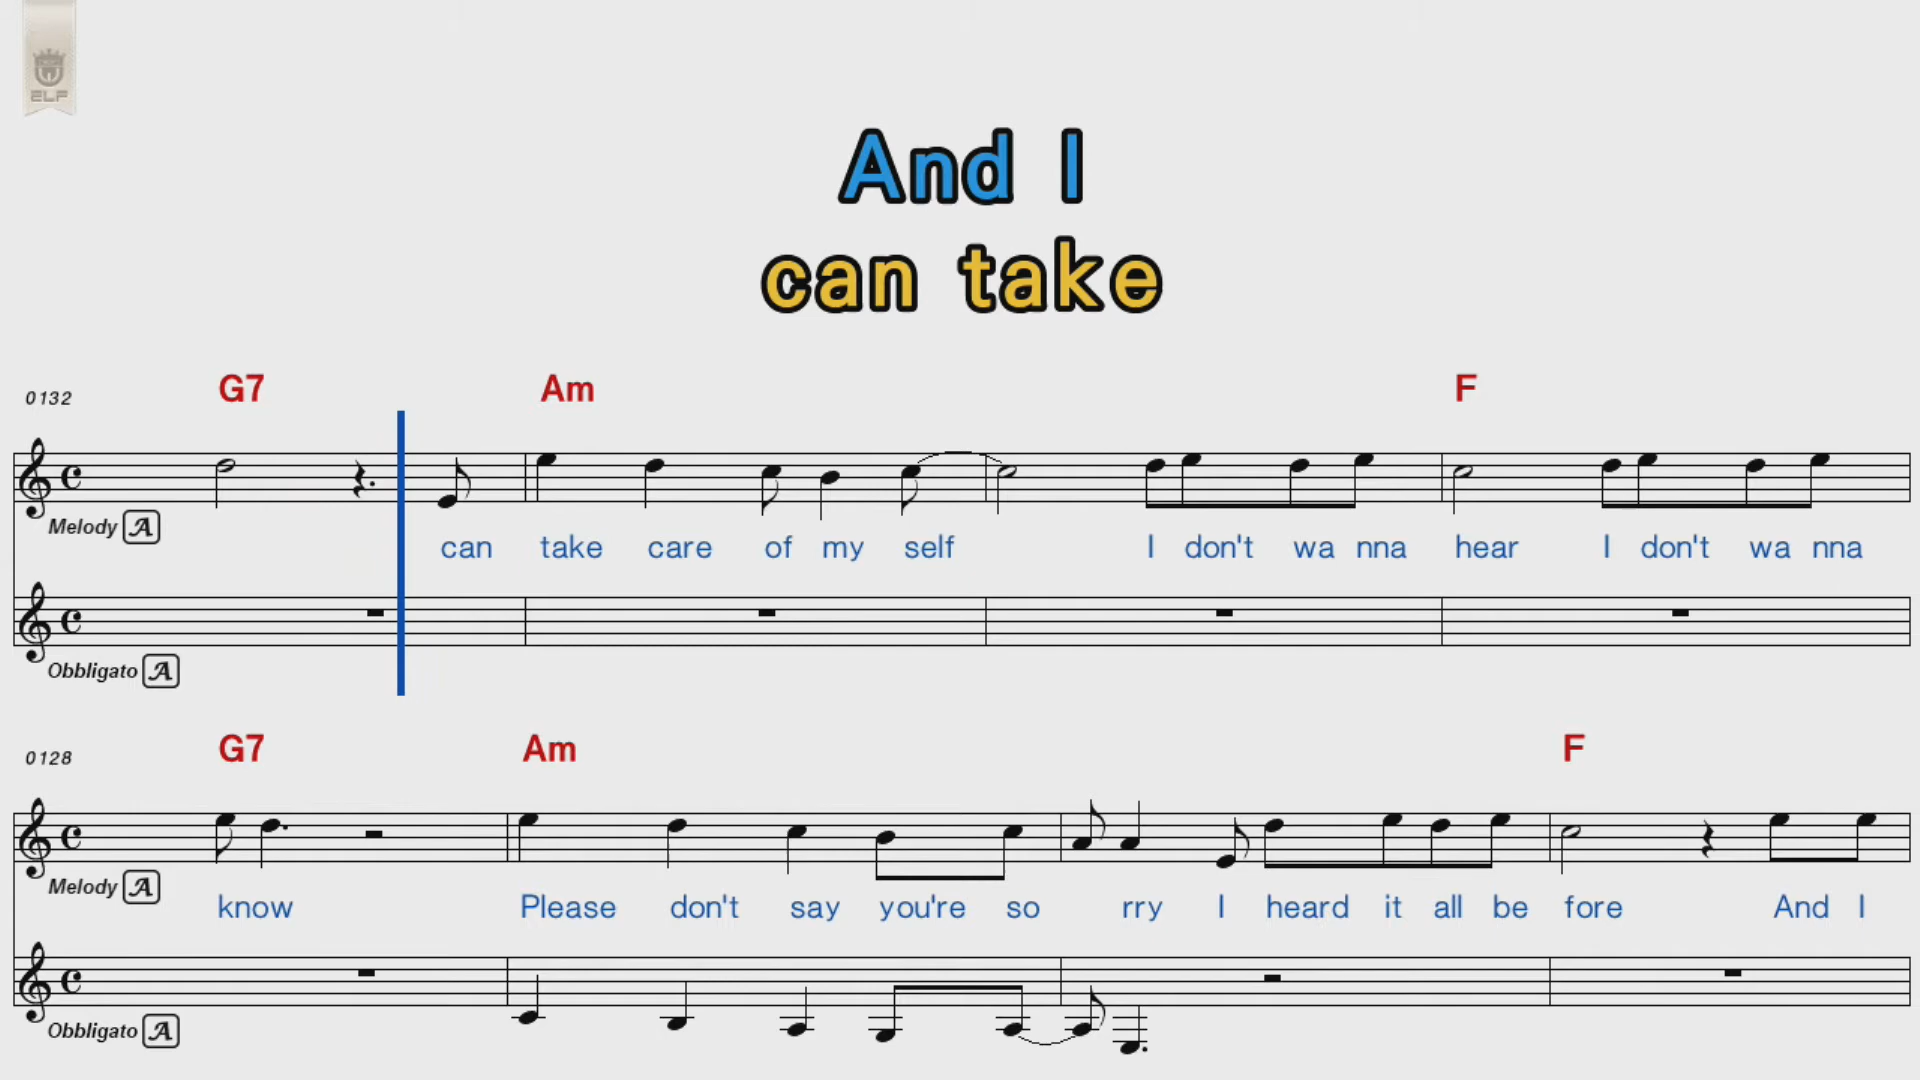 ELF
And I
can take
0132 G7 Am F
Melody A
can take care of my self I don't wa nna hear I don't wa nna
Obbligato A
0128 G7 Am F
Melody A
know Please don't say you're so rry I heard it all be fore And I
Obbligato A